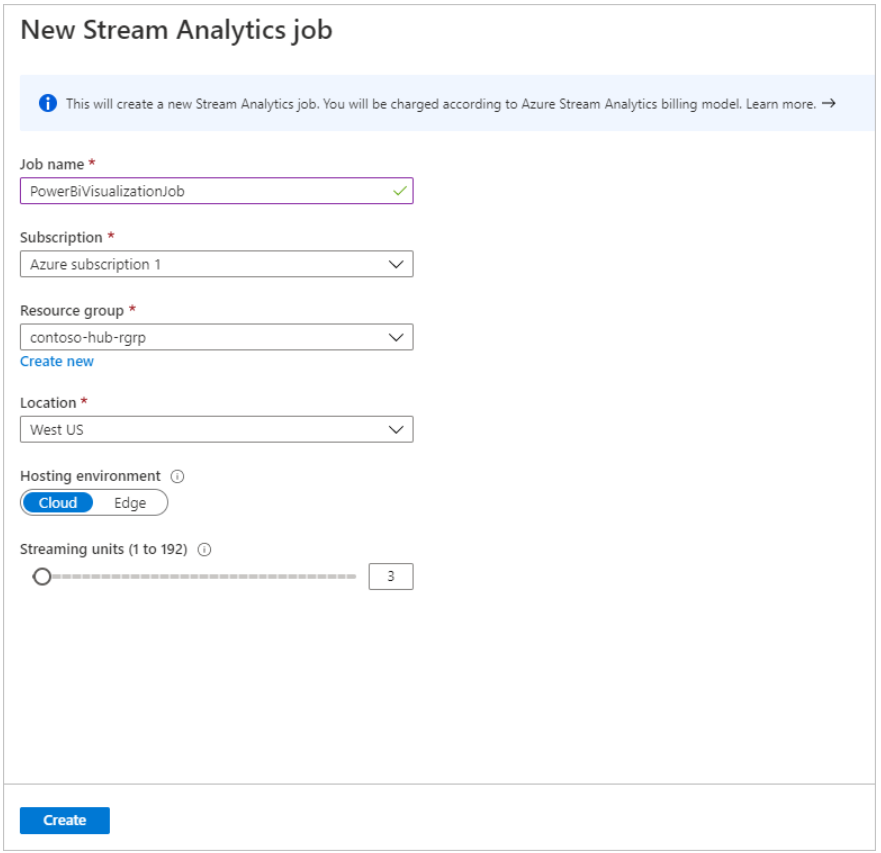 New Stream Analytics job
This will create a new Stream Analytics job. You will be charged according to Azure Stream Analytics billing model. Learn more. →
Job name *
PowerBiVisualizationJob
Subscription *
Azure subscription 1
Resource group *
contoso-hub-rgrp
Create new
Location *
West US
Hosting environment
Cloud Edge
Streaming units (1 to 192)
3
Create